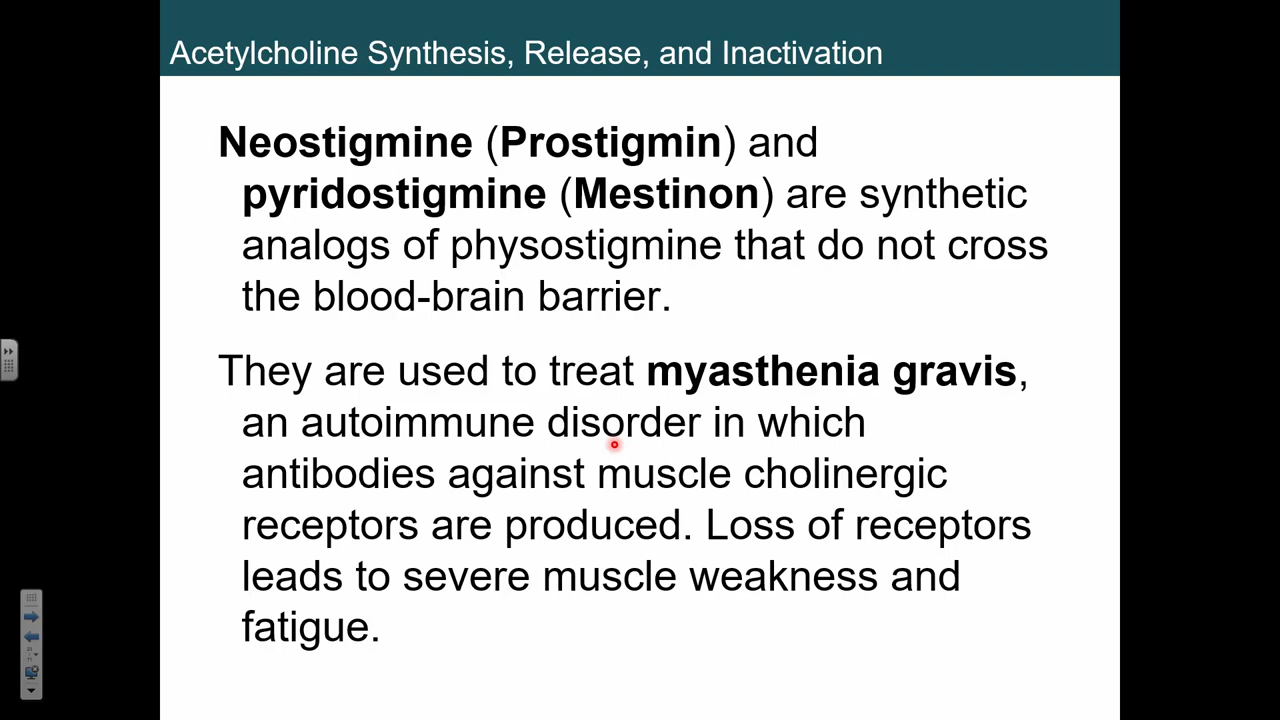 Acetylcholine Synthesis, Release, and Inactivation
Neostigmine (Prostigmin) and
pyridostigmine (Mestinon) are synthetic
analogs of physostigmine that do not cross
the blood-brain barrier.
They are used to treat myasthenia gravis,
an autoimmune disorder in which
antibodies against muscle cholinergic
receptors are produced. Loss of receptors
leads to severe muscle weakness and
fatigue.